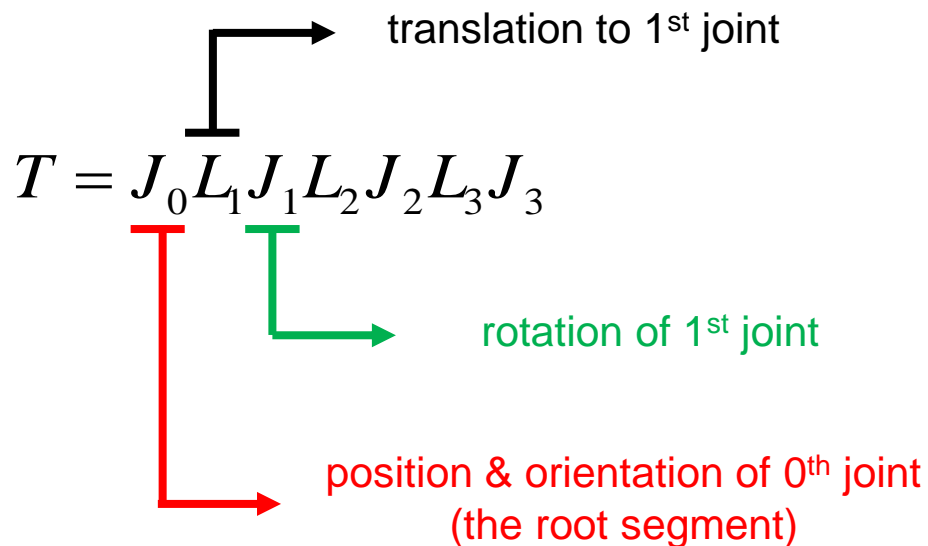 translation to 1st joint
T = J₀L₁J₁L₂J₂L₃J₃
rotation of 1st joint
position & orientation of 0th joint
(the root segment)